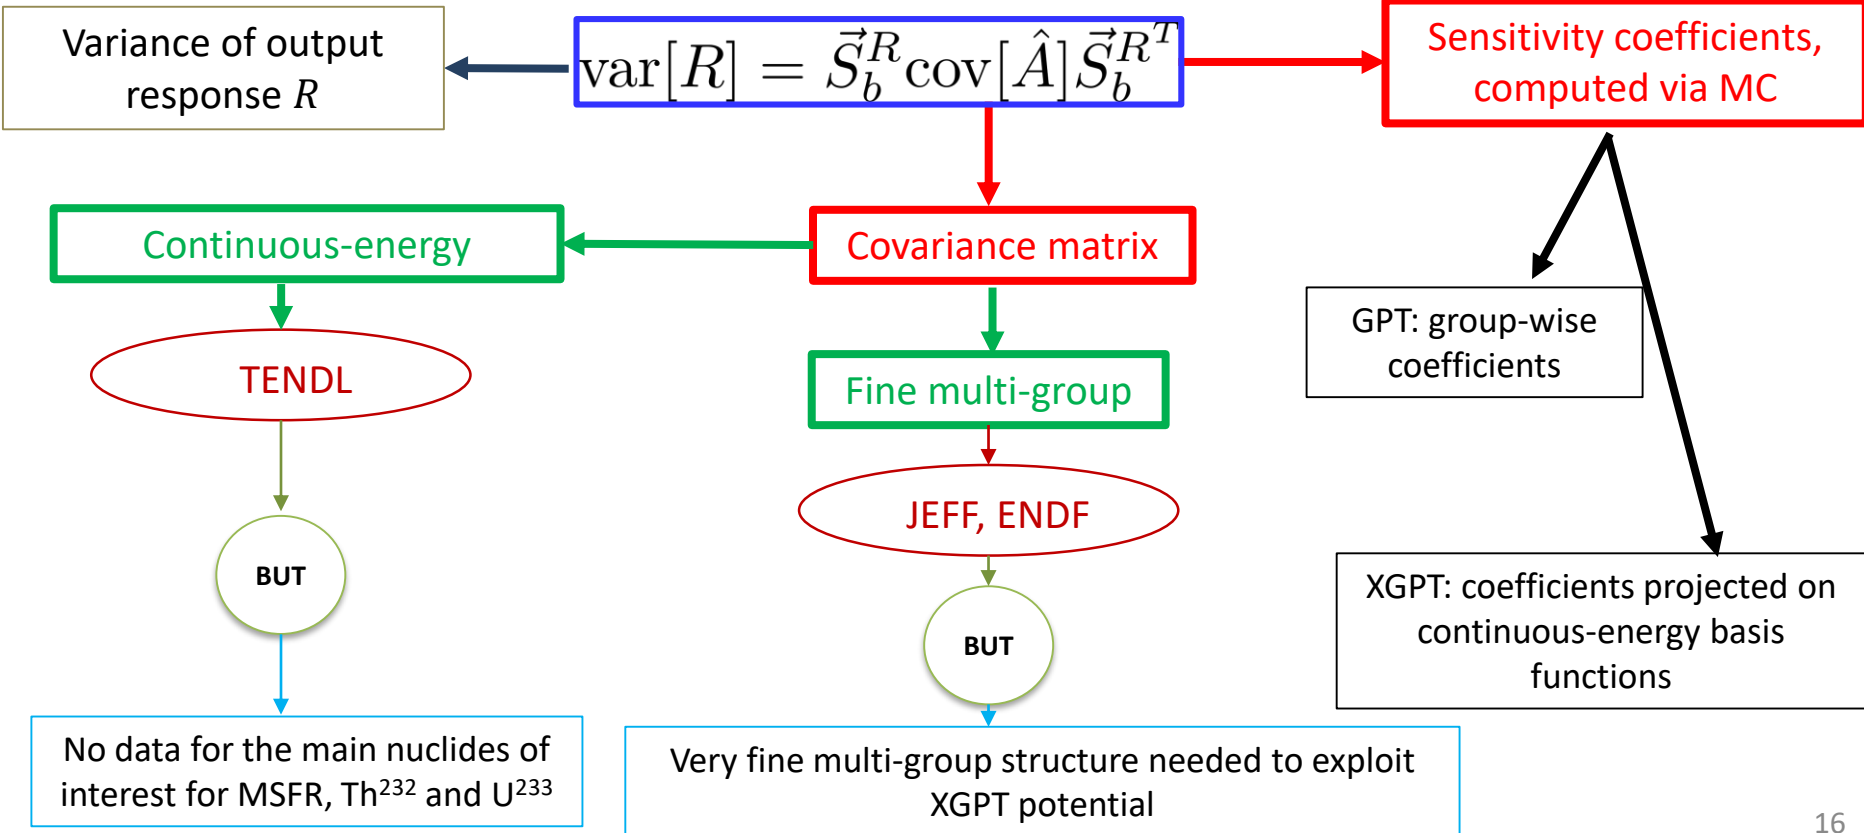 Variance of output
response R
var[R] = S⃗_b^R cov[Â] S⃗_b^{R^T}
Sensitivity coefficients,
computed via MC
Continuous-energy
Covariance matrix
GPT: group-wise
coefficients
TENDL
Fine multi-group
JEFF, ENDF
BUT
BUT
XGPT: coefficients projected on
continuous-energy basis
functions
No data for the main nuclides of
interest for MSFR, Th²³² and U²³³
Very fine multi-group structure needed to exploit
XGPT potential
16